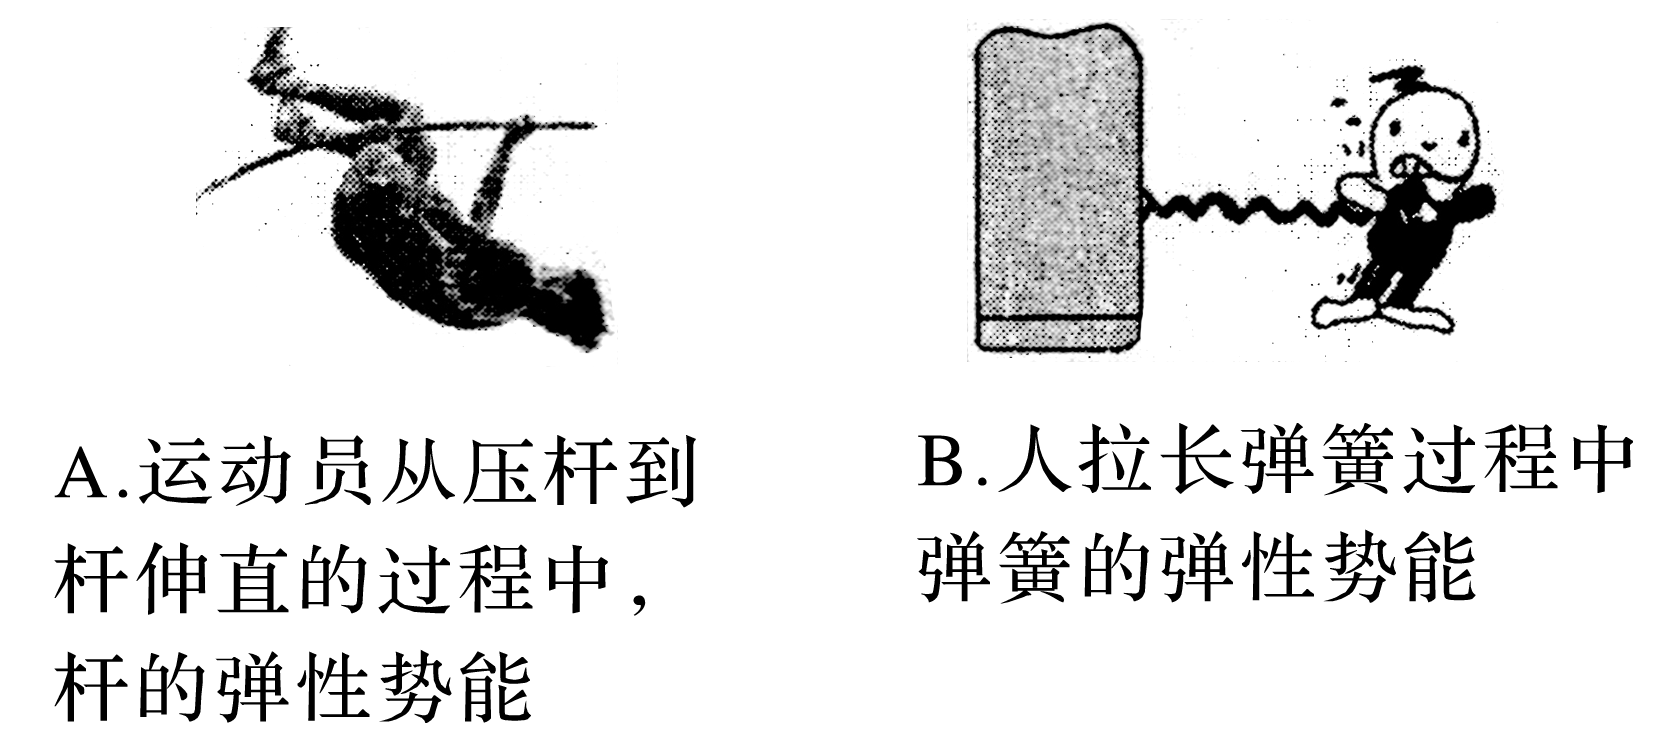 A.运动员从压杆到
杆伸直的过程中,
杆的弹性势能
B.人拉长弹簧过程中
弹簧的弹性势能